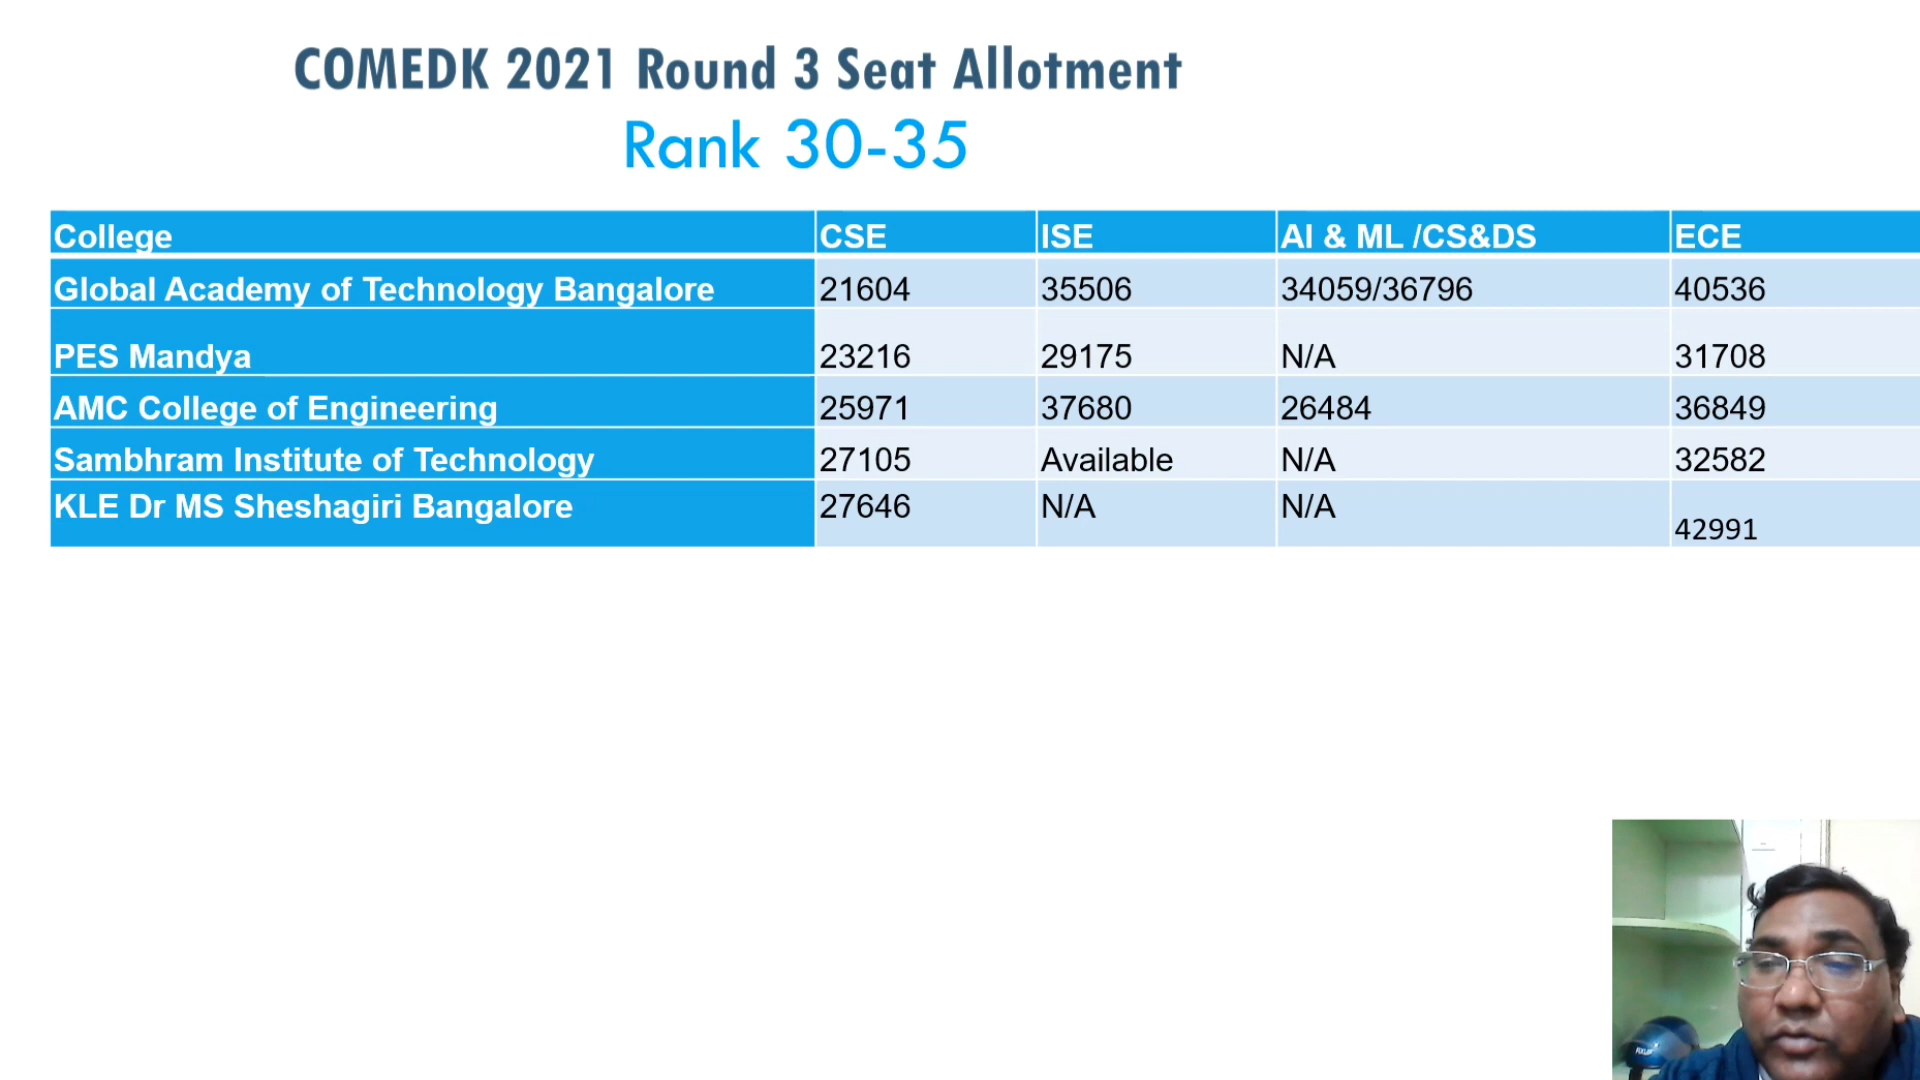 COMEDK 2021 Round 3 Seat Allotment
Rank 30-35
College CSE ISE AI & ML /CS&DS ECE
Global Academy of Technology Bangalore 21604 35506 34059/36796 40536
PES Mandya 23216 29175 N/A 31708
AMC College of Engineering 25971 37680 26484 36849
Sambhram Institute of Technology 27105 Available N/A 32582
KLE Dr MS Sheshagiri Bangalore 27646 N/A N/A 42991